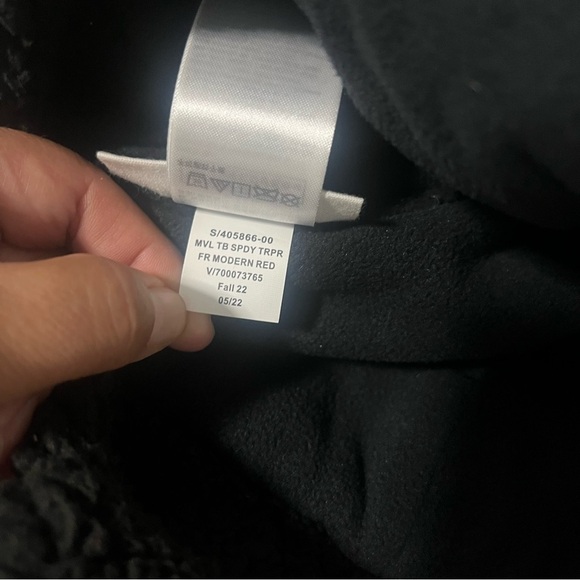 S/405866-00
MVL TB SPDY TRPR
FR MODERN RED
V/700073765
Fall 22
05/22